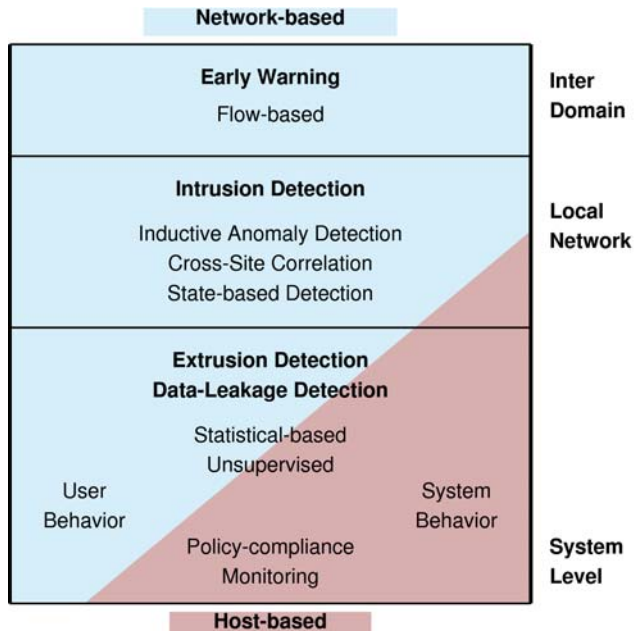 Network-based
Early Warning
Flow-based
Inter
Domain
Intrusion Detection
Inductive Anomaly Detection
Cross-Site Correlation
State-based Detection
Local
Network
Extrusion Detection
Data-Leakage Detection
Statistical-based
Unsupervised
User
Behavior
System
Behavior
Policy-compliance
Monitoring
System
Level
Host-based